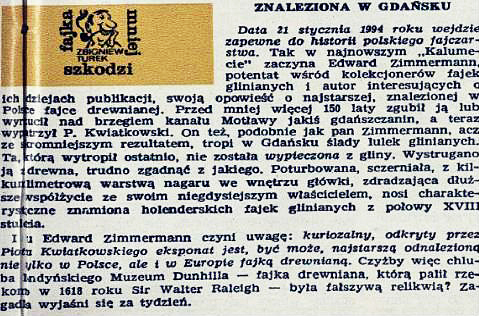 fajka
mniej
ZBIGNIEW
TUREK
szkodzi
ZNALEZIONA W GDAŃSKU
Data 21 stycznia 1994 roku wejdzie
zapewne do historii polskiego fajczar-
stwa. Tak w najnowszym „Kalume-
cie” zaczyna Edward Zimmermann,
potentat wśród kolekcjonerów fajek
glinianych i autor interesujących o
ich dziejach publikacji, swoją opowieść o najstarszej, znalezionej w
Polsce fajce drewnianej. Przed mniej więcej 150 laty zgubił ją lub
wyrzucił nad brzegiem kanału Motławy jakiś gdańszczanin, a teraz
wypatrzył P. Kwiatkowski. On też, podobnie jak pan Zimmermann, acz
ze skromniejszym rezultatem, tropi w Gdańsku ślady lulek glinianych.
Ta, którą wytropił ostatnio, nie została wypieczona z gliny. Wystrugano
ją z drewna, trudno zgadnąć z jakiego. Poturbowana, sczerniała, z kil-
kumilimetrową warstwą nagaru we wnętrzu główki, zdradzająca dłuż-
sze współżycie ze swoim niegdysiejszym właścicielem, nosi charakte-
rystyczne znamiona holenderskich fajek glinianych z połowy XVIII
stulecia.
I tu Edward Zimmermann czyni uwagę: kuriozalny, odkryty przez
Piotra Kwiatkowskiego eksponat jest, być może, najstarszą odnalezioną
nie tylko w Polsce, ale i w Europie fajką drewnianą. Czyżby więc chlu-
ba londyńskiego Muzeum Dunhilla — fajka drewniana, którą palił rze-
komo w 1618 roku Sir Walter Raleigh — była fałszywą relikwią? Za-
gadka wyjaśni się za tydzień.